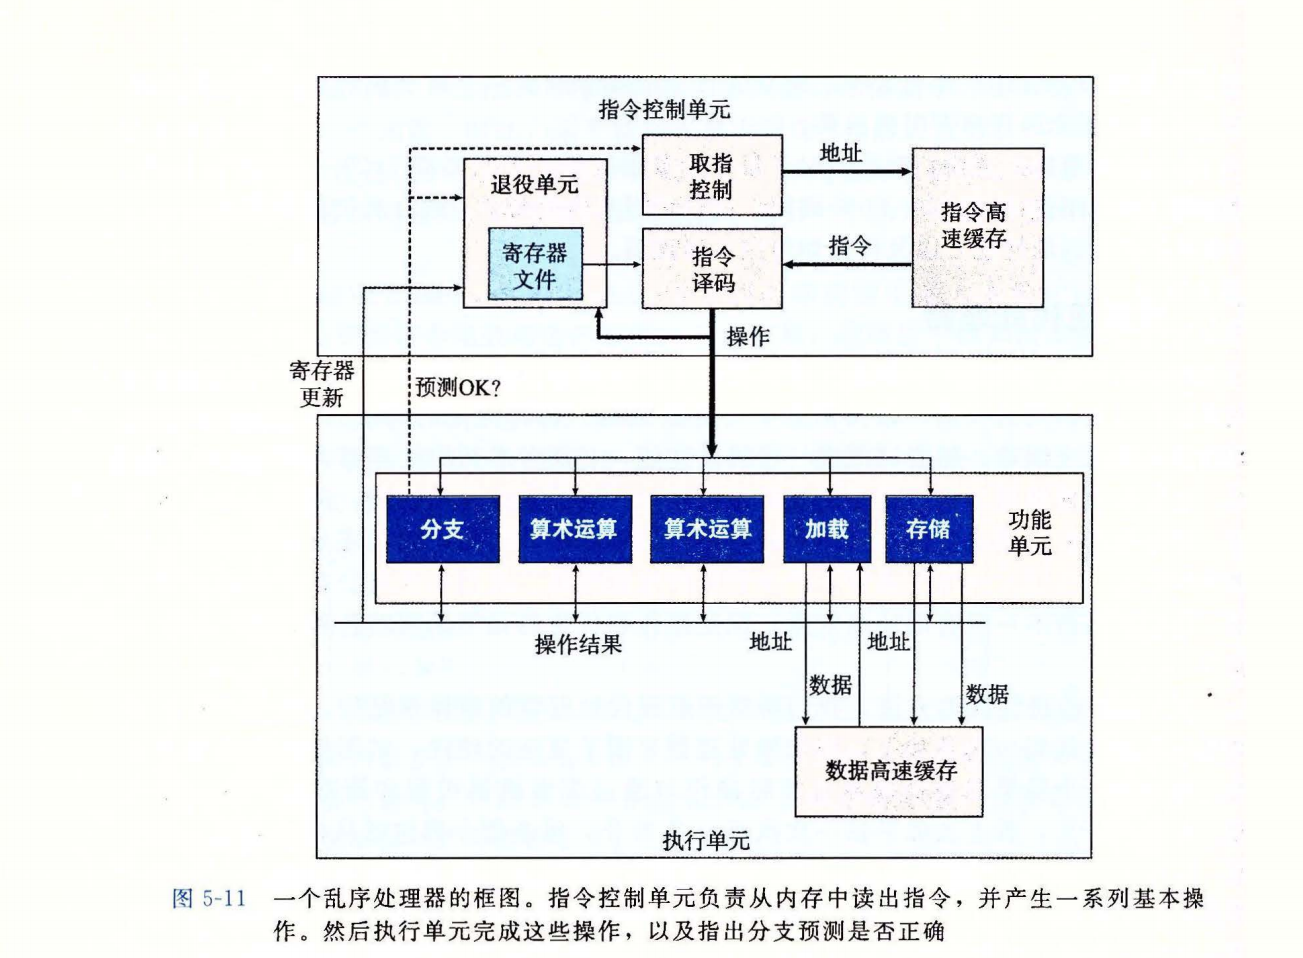 指令控制单元
取指
控制
地址
退役单元
指令高
速缓存
寄存器
文件
指令
译码
指令
操作
寄存器
更新
预测OK?
分支
算术运算
算术运算
加载
存储
功能
单元
操作结果
地址
地址
数据
数据
数据高速缓存
执行单元
图 5-11 一个乱序处理器的框图。指令控制单元负责从内存中读出指令，并产生一系列基本操
作。然后执行单元完成这些操作，以及指出分支预测是否正确